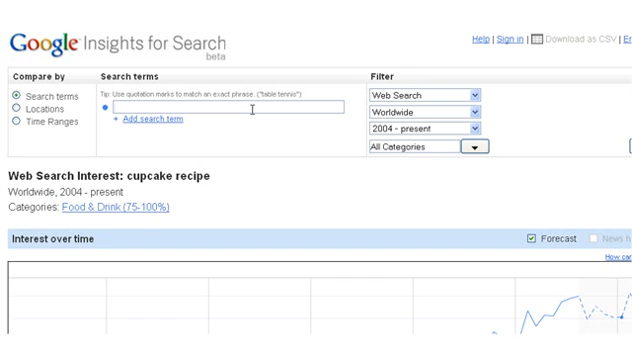 Google Insights for Search
beta
Help | Sign in | Download as CSV |
Compare by
Search terms
Filter
Search terms
Locations
Time Ranges
Tip: Use quotation marks to match an exact phrase. ("table tennis")
+ Add search term
Web Search
Worldwide
2004 - present
All Categories
Web Search Interest: cupcake recipe
Worldwide, 2004 - present
Categories: Food & Drink (75-100%)
Interest over time
Forecast
News h
How car